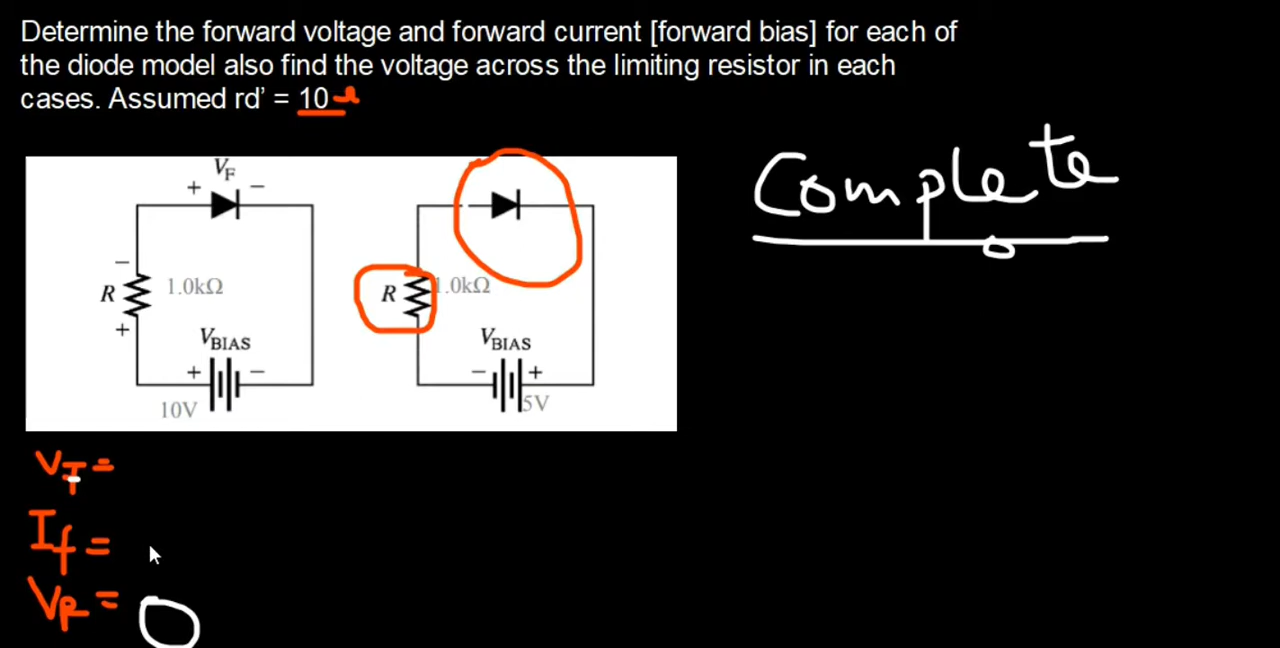 Determine the forward voltage and forward current [forward bias] for each of
the diode model also find the voltage across the limiting resistor in each
cases. Assumed rd’ = 10
Complete
VF
+ −
− 
R 1.0kΩ
+
VBIAS
+ −
10V
R 1.0kΩ
VBIAS
− +
5V
If =
VR =